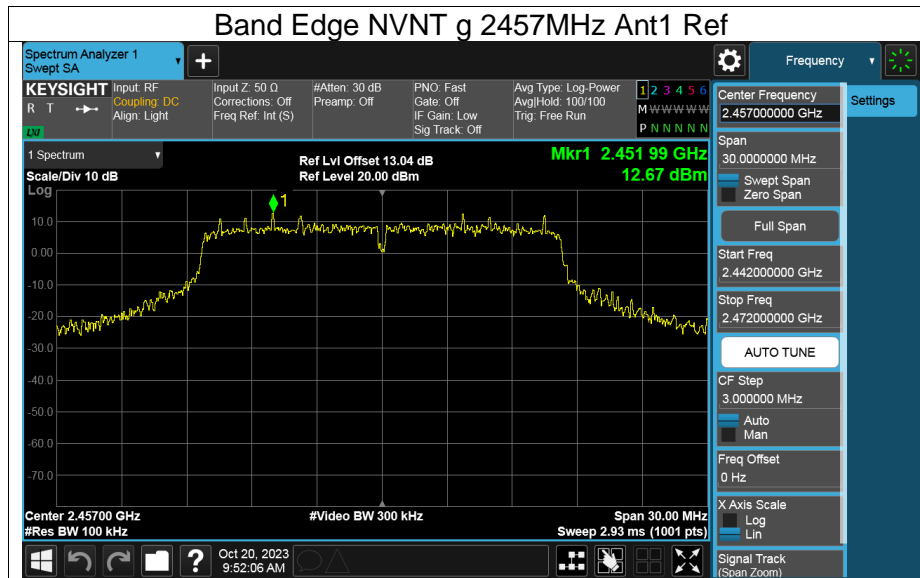 Band Edge NVNT g 2457MHz Ant1 Ref
Spectrum Analyzer 1
Swept SA
+
Frequency
KEYSIGHT
R T
LXI
Input: RF
Coupling: DC
Align: Light
Input Z: 50 Ω
Corrections: Off
Freq Ref: Int (S)
#Atten: 30 dB
Preamp: Off
PNO: Fast
Gate: Off
IF Gain: Low
Sig Track: Off
Avg Type: Log-Power
Avg|Hold: 100/100
Trig: Free Run
1 2 3 4 5 6
M W W W W W
P N N N N N
1 Spectrum
Scale/Div 10 dB
Log
Ref Lvl Offset 13.04 dB
Ref Level 20.00 dBm
Mkr1 2.451 99 GHz
12.67 dBm
1
10.0
0.00
-10.0
-20.0
-30.0
-40.0
-50.0
-60.0
-70.0
Center 2.45700 GHz
#Res BW 100 kHz
#Video BW 300 kHz
Span 30.00 MHz
Sweep 2.93 ms (1001 pts)
?
Oct 20, 2023
9:52:06 AM
Center Frequency
2.457000000 GHz
Settings
Span
30.0000000 MHz
Swept Span
Zero Span
Full Span
Start Freq
2.442000000 GHz
Stop Freq
2.472000000 GHz
AUTO TUNE
CF Step
3.000000 MHz
Auto
Man
Freq Offset
0 Hz
X Axis Scale
Log
Lin
Signal Track
(Span Zoom)